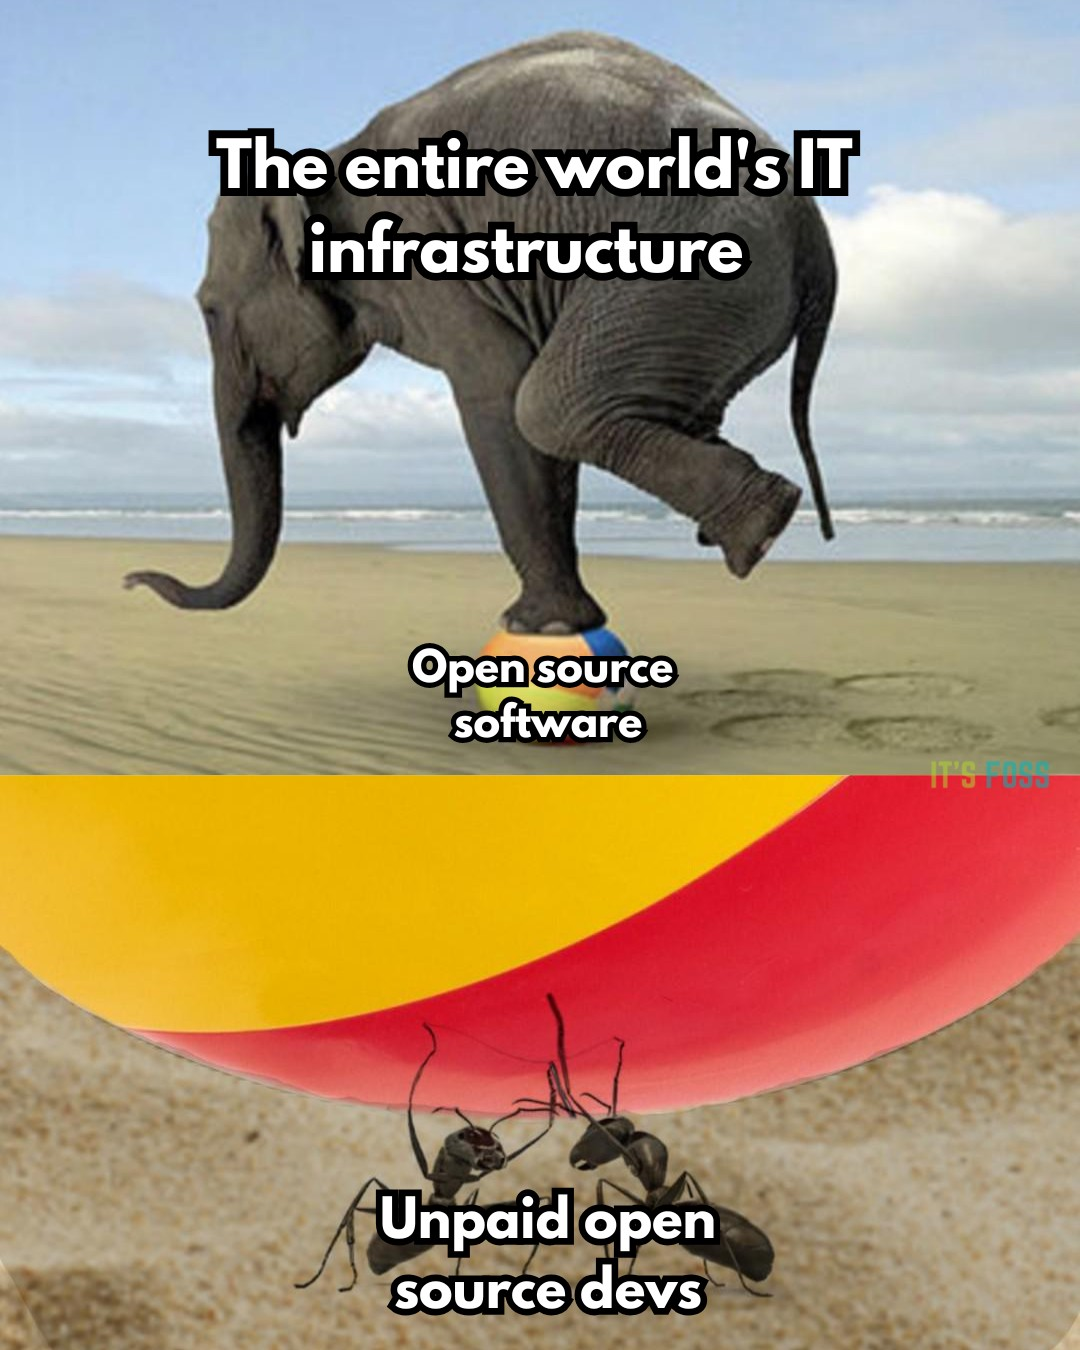 The entire world's IT
infrastructure
Open source
software
IT'S FOSS
Unpaid open
source devs